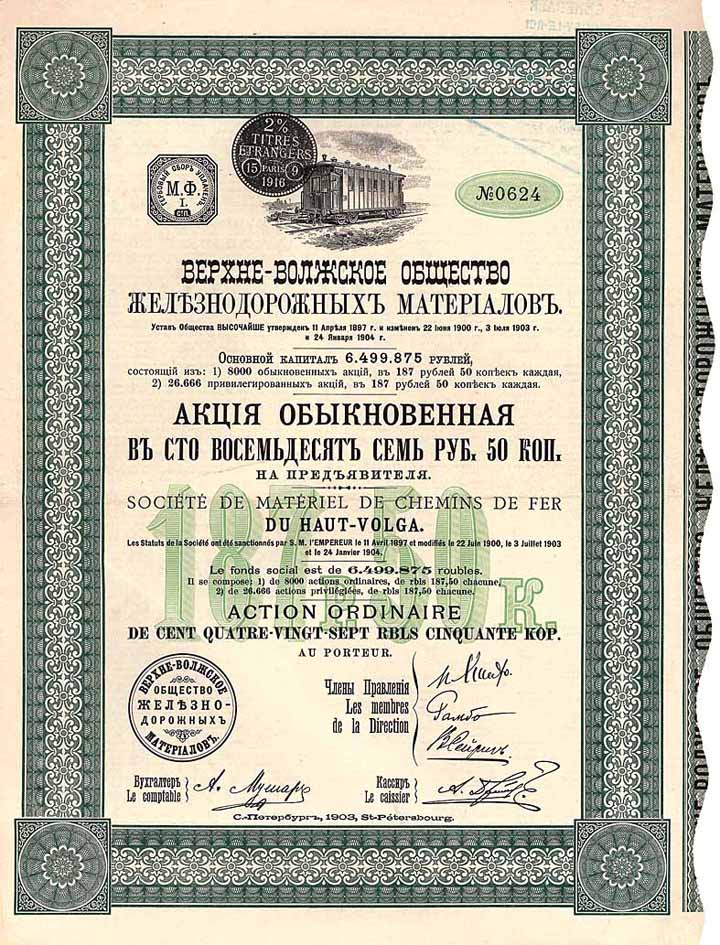 2%
TITRES
ETRANGERS
15 PARIS 9
1916
ГЕРБОВЫЙ СБОРЪ УПЛАЧЕНЪ
М.Ф.
I.
СП.
№0624
ВЕРХНЕ-ВОЛЖСКОЕ ОБЩЕСТВО
ЖЕЛѢЗНОДОРОЖНЫХЪ МАТЕРІАЛОВЪ.
Уставъ Общества ВЫСОЧАЙШЕ утвержденъ 11 Апрѣля 1897 г. и измѣненъ 22 Іюня 1900 г., 3 Іюля 1903 г.
и 24 Января 1904 г.
Основной капиталъ 6.499.875 рублей,
состоящій изъ: 1) 8000 обыкновенныхъ акцій, въ 187 рублей 50 копѣекъ каждая,
2) 26.666 привилегированныхъ акцій, въ 187 рублей 50 копѣекъ каждая.
АКЦІЯ ОБЫКНОВЕННАЯ
ВЪ СТО ВОСЕМЬДЕСЯТЪ СЕМЬ РУБ. 50 КОП.
НА ПРЕДЪЯВИТЕЛЯ.
SOCIÉTÉ DE MATÉRIEL DE CHEMINS DE FER
DU HAUT-VOLGA.
Les Statuts de la Société ont été sanctionnés par S. M. l'EMPEREUR le 11 Avril 1897 et modifiés le 22 Juin 1900, le 3 Juillet 1903
et le 24 Janvier 1904.
Le fonds social est de 6.499.875 roubles.
Il se compose: 1) de 8000 actions ordinaires, de rbls 187,50 chacune,
2) de 26.666 actions privilégiées, de rbls 187,50 chacune.
ACTION ORDINAIRE
DE CENT QUATRE-VINGT-SEPT RBLS CINQUANTE KOP.
AU PORTEUR.
ВЕРХНЕ-ВОЛЖСКОЕ
ОБЩЕСТВО
ЖЕЛѢЗНО-
ДОРОЖНЫХЪ
МАТЕРІАЛОВЪ.
Члены Правленія
Les membres
de la Direction
Гамбо
Бухгалтеръ
Le comptable
А. Мушаръ
Кассиръ
Le caissier
С.-Петербургъ, 1903, St-Pétersbourg.